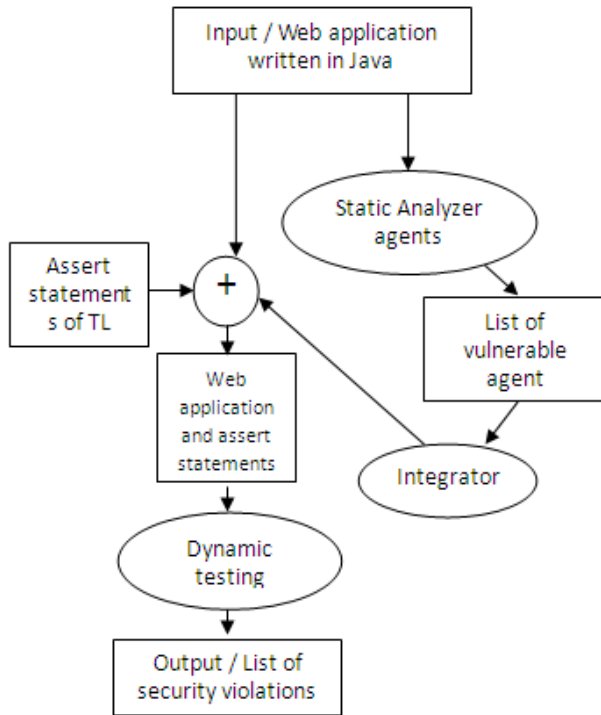 Input / Web application
written in Java
Static Analyzer
agents
Assert
statement
s of TL
+
List of
vulnerable
agent
Web
application
and assert
statements
Integrator
Dynamic
testing
Output / List of
security violations